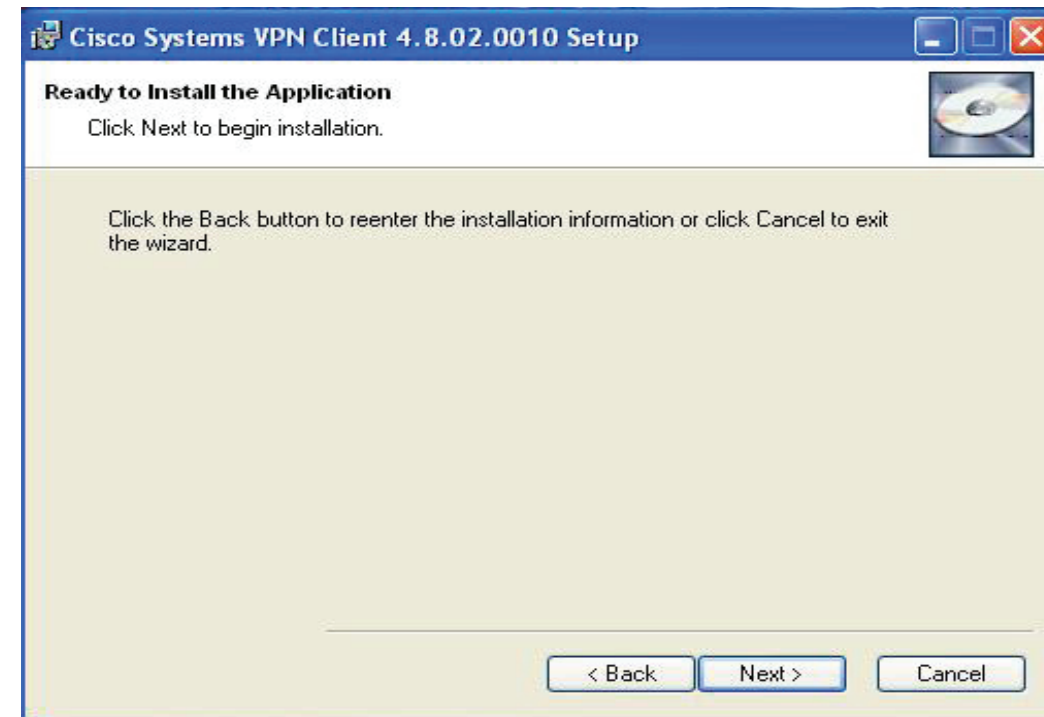 Cisco Systems VPN Client 4.8.02.0010 Setup
Ready to Install the Application
Click Next to begin installation.
Click the Back button to reenter the installation information or click Cancel to exit
the wizard.
< Back Next > Cancel